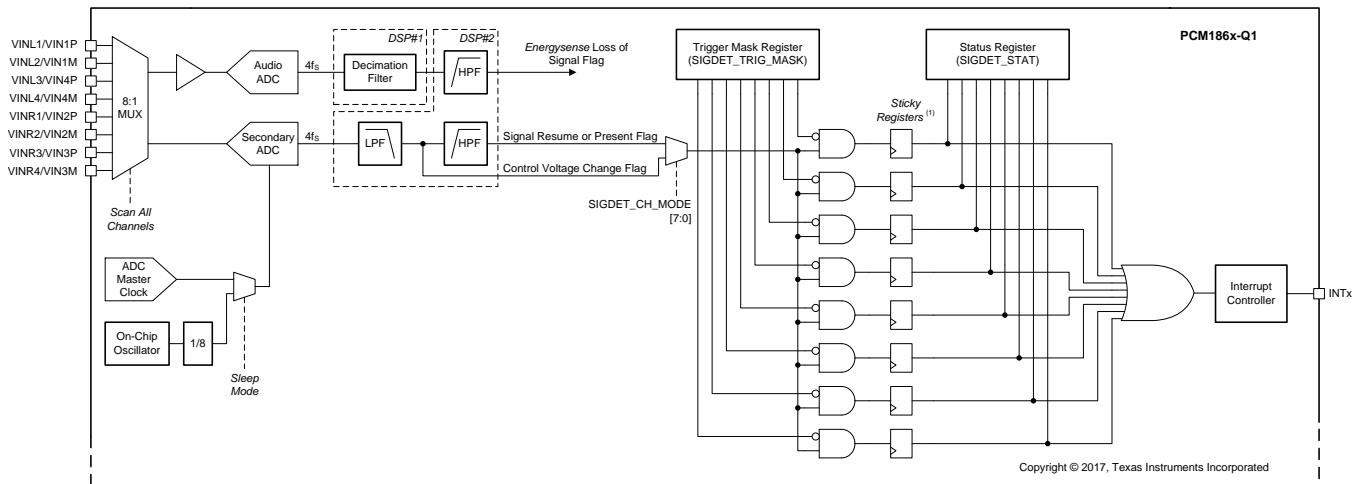 PCM186x-Q1
VINL1/VIN1P
VINL2/VIN1M
VINL3/VIN4P
VINL4/VIN4M
VINR1/VIN2P
VINR2/VIN2M
VINR3/VIN3P
VINR4/VIN3M
8:1
MUX
Scan All
Channels
Audio
ADC
4fS
DSP#1
Decimation
Filter
DSP#2
HPF
Energysense Loss of
Signal Flag
Secondary
ADC
4fS
LPF
HPF
Signal Resume or Present Flag
Control Voltage Change Flag
SIGDET_CH_MODE
[7:0]
ADC
Master
Clock
On-Chip
Oscillator
1/8
Sleep
Mode
Trigger Mask Register
(SIGDET_TRIG_MASK)
Status Register
(SIGDET_STAT)
Sticky
Registers (1)
Interrupt
Controller
INTx
Copyright © 2017, Texas Instruments Incorporated